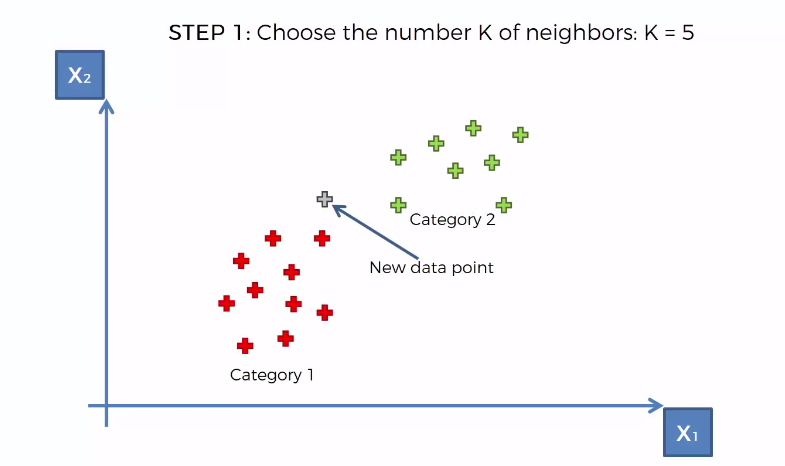 STEP 1: Choose the number K of neighbors: K = 5
X₂
Category 2
New data point
Category 1
X₁